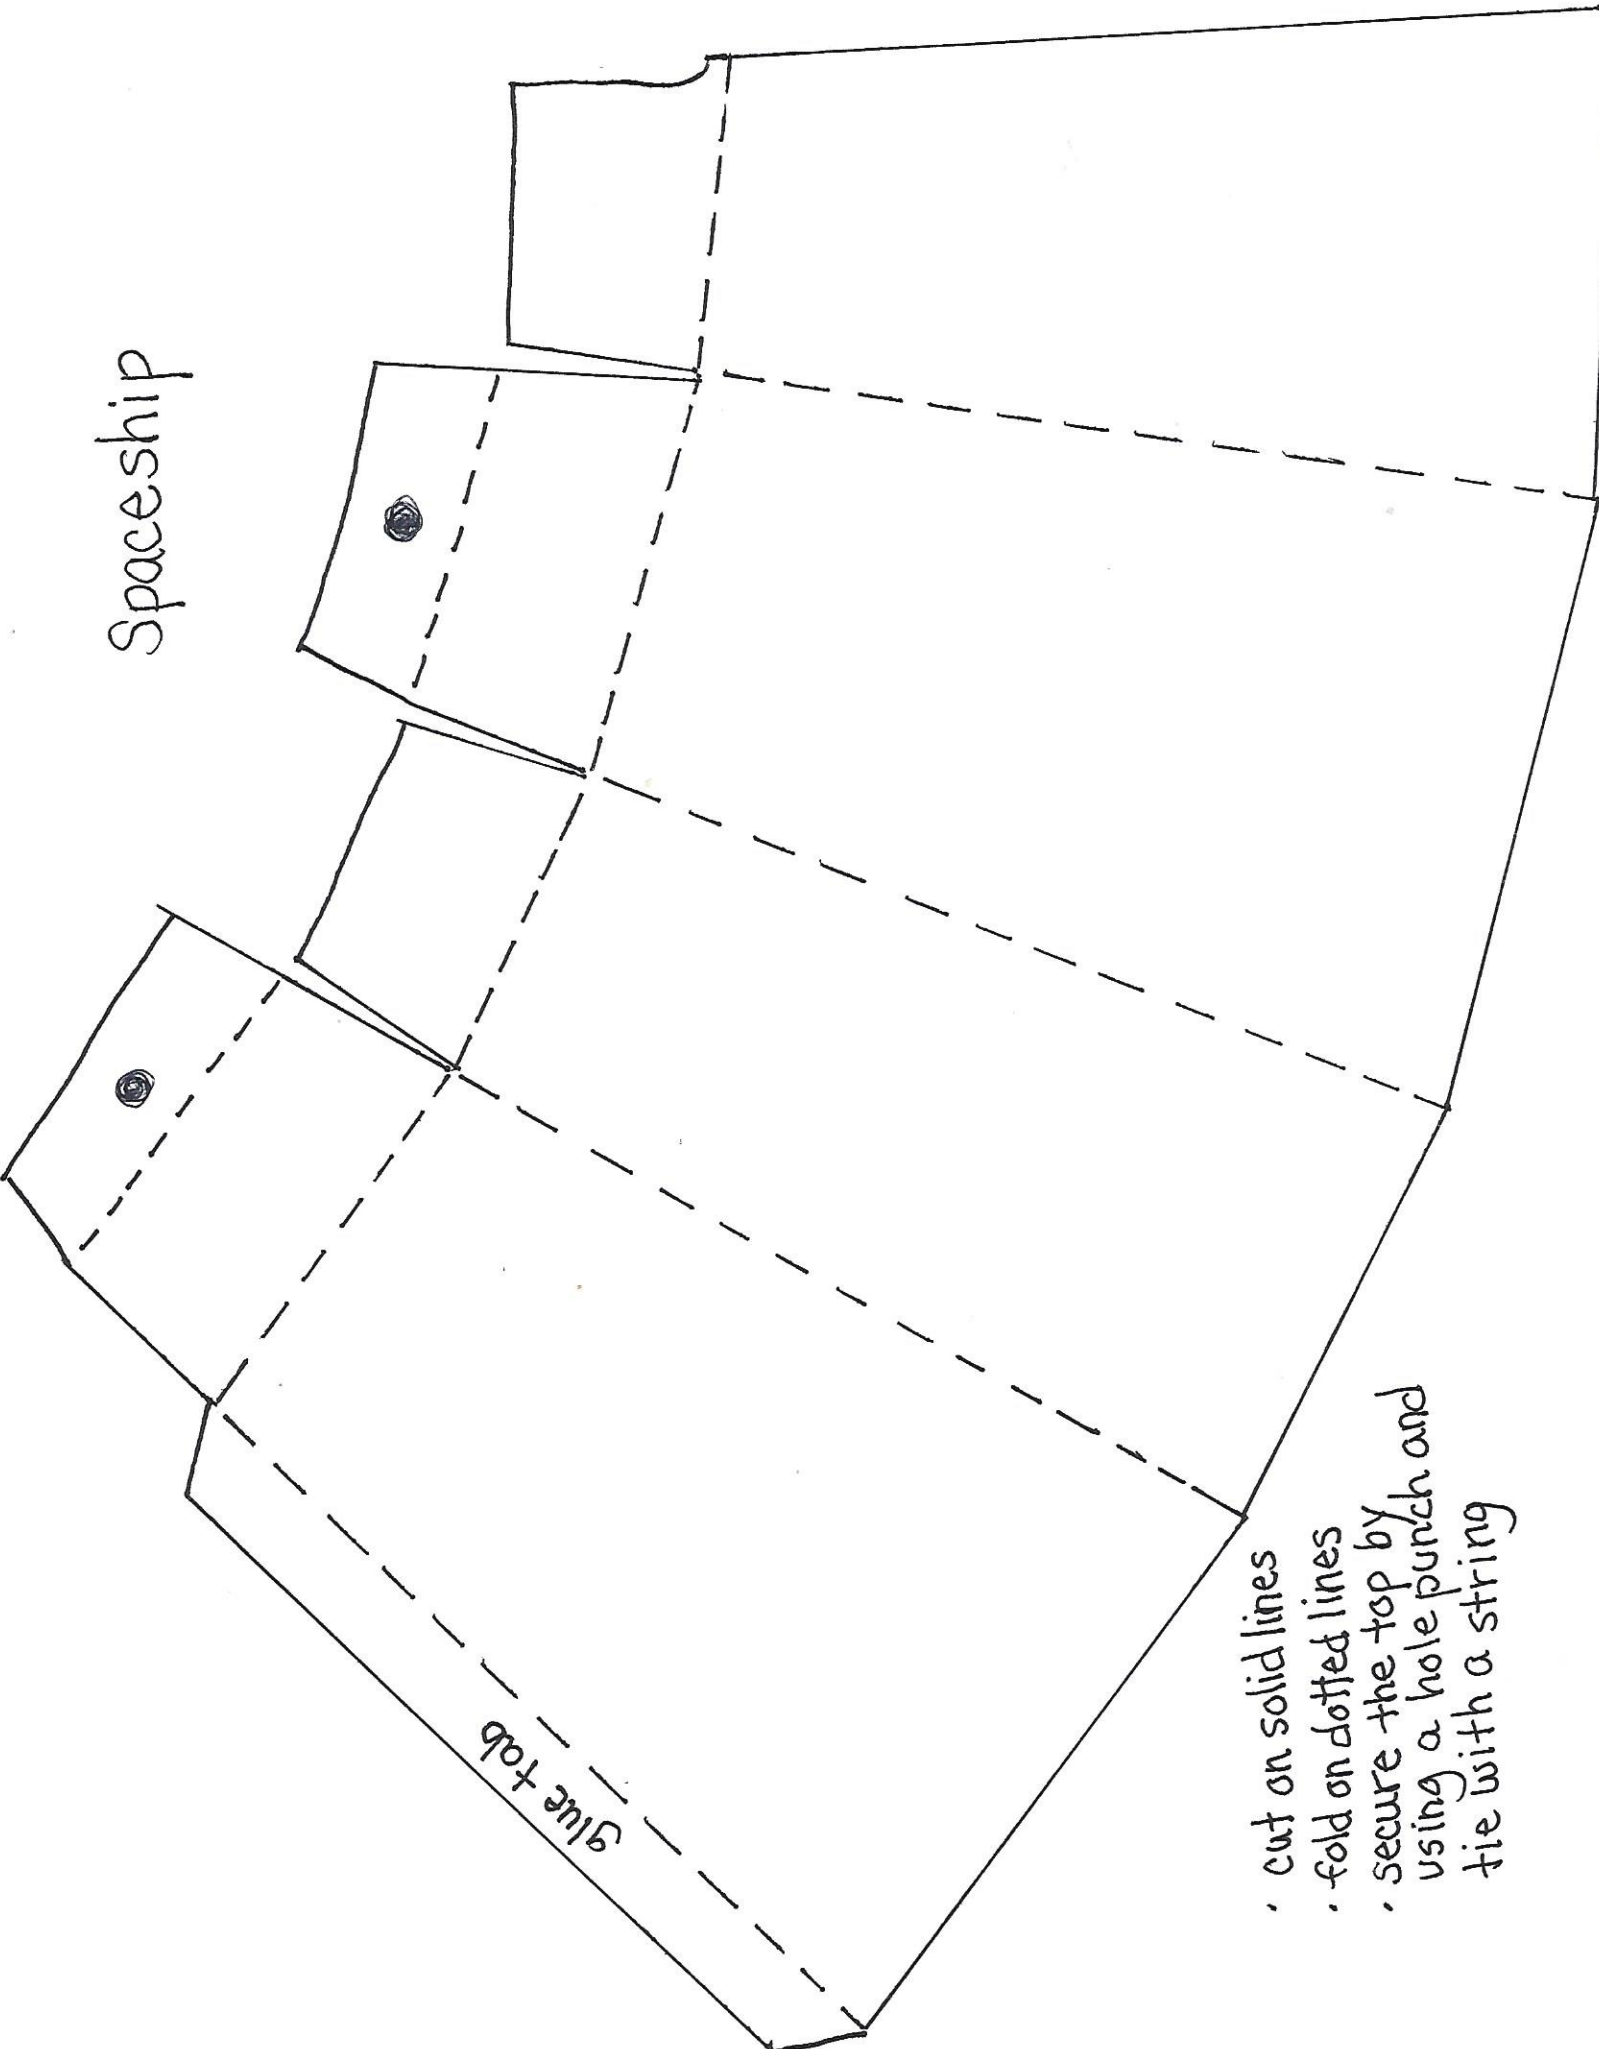 Spaceship
glue tab
· cut on solid lines
· fold on dotted lines
· secure the top by
using a hole punch and
tie with a string